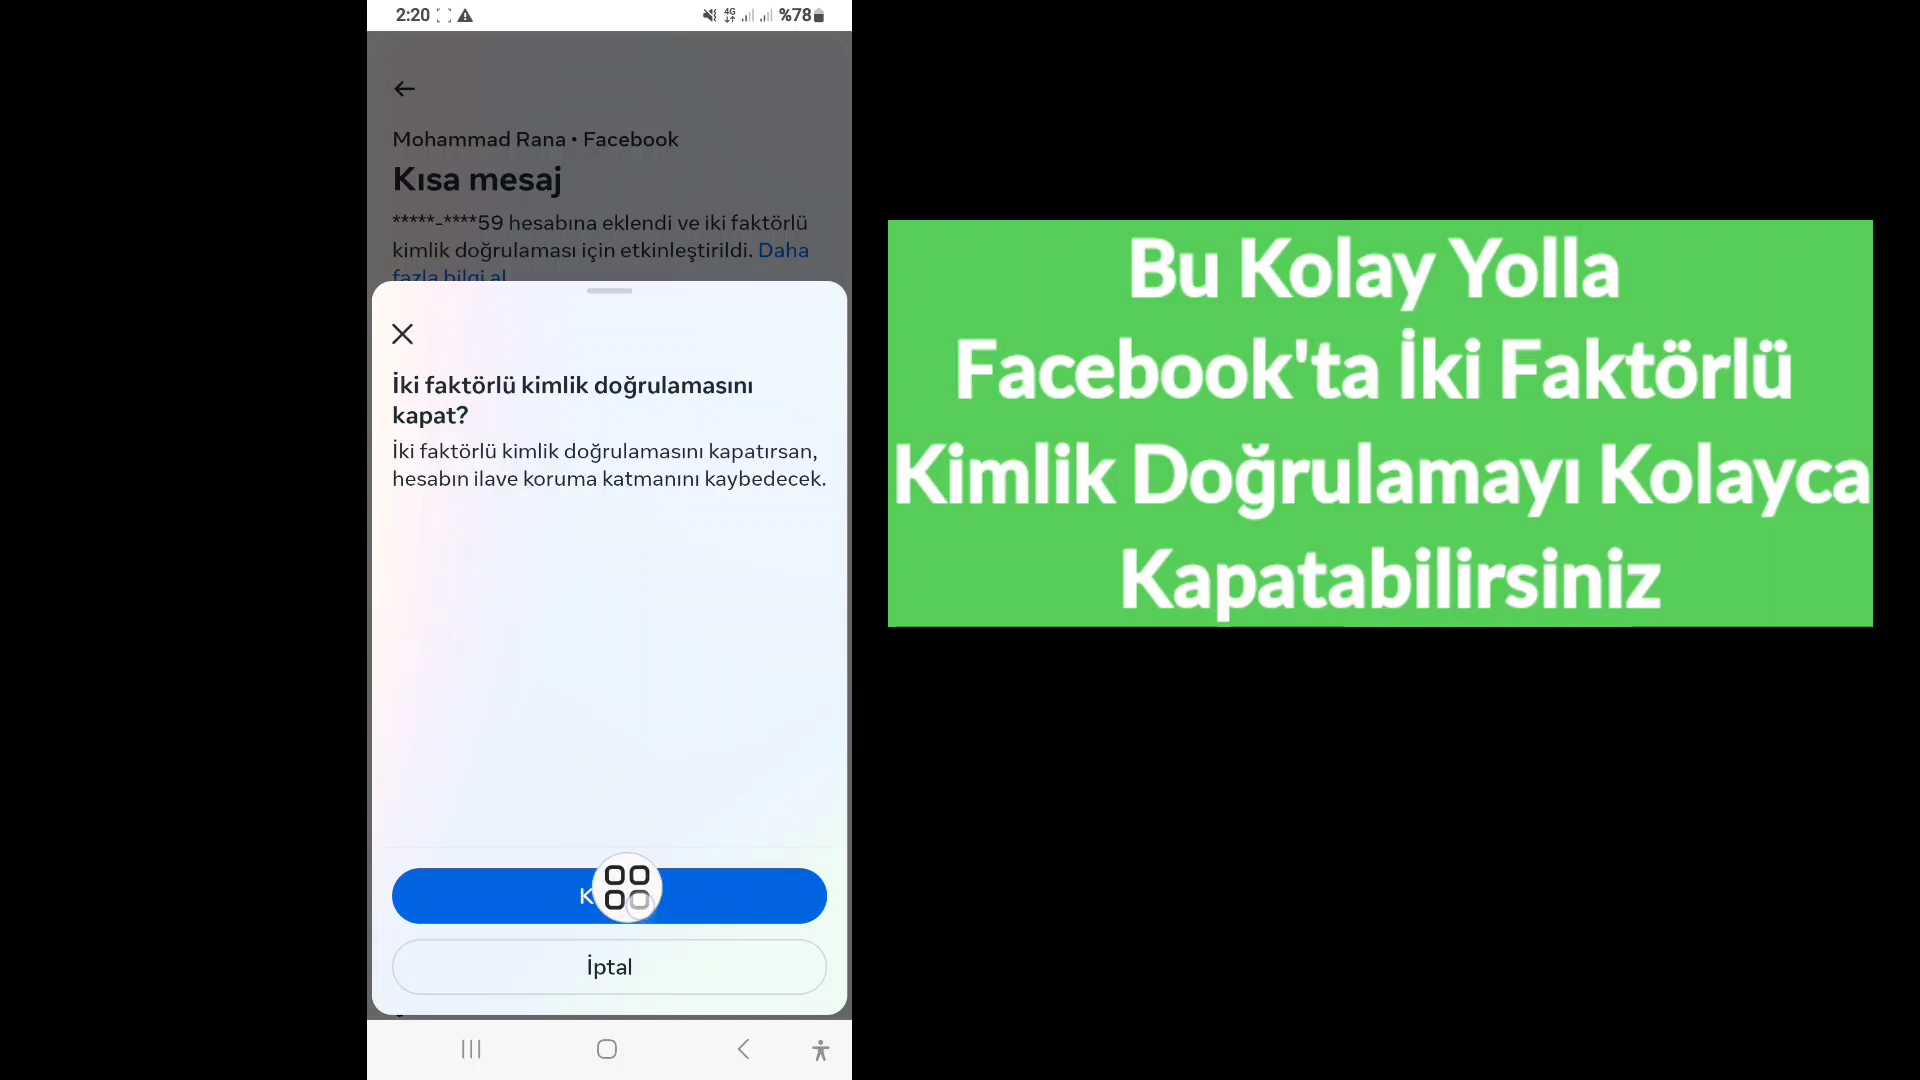 2:20
4G
%78
Mohammad Rana • Facebook
Kısa mesaj
*****-****59 hesabına eklendi ve iki faktörlü
kimlik doğrulaması için etkinleştirildi. Daha
fazla bilgi al
İki faktörlü kimlik doğrulamasını
kapat?
İki faktörlü kimlik doğrulamasını kapatırsan,
hesabın ilave koruma katmanını kaybedecek.
İptal
Bu Kolay Yolla
Facebook'ta İki Faktörlü
Kimlik Doğrulamayı Kolayca
Kapatabilirsiniz